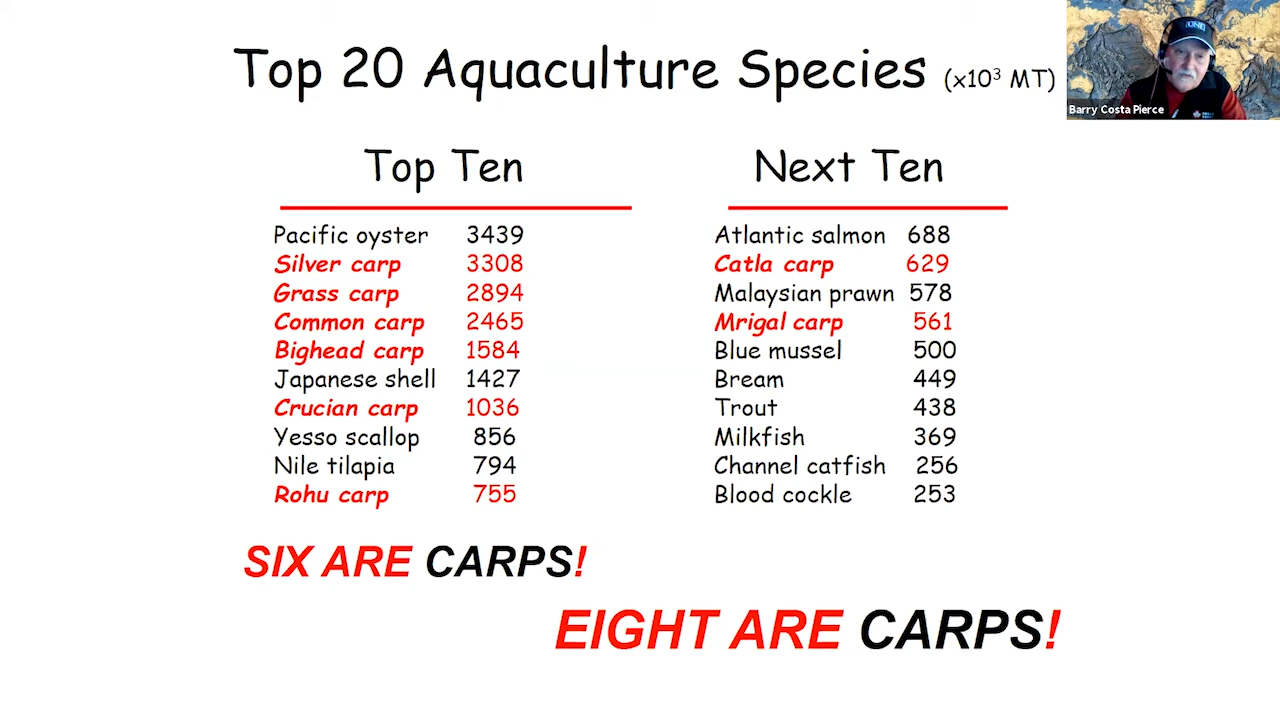 Top 20 Aquaculture Species (x10³ MT)
Barry Costa Pierce
Top Ten
Pacific oyster 3439
Silver carp 3308
Grass carp 2894
Common carp 2465
Bighead carp 1584
Japanese shell 1427
Crucian carp 1036
Yesso scallop 856
Nile tilapia 794
Rohu carp 755
Next Ten
Atlantic salmon 688
Catla carp 629
Malaysian prawn 578
Mrigal carp 561
Blue mussel 500
Bream 449
Trout 438
Milkfish 369
Channel catfish 256
Blood cockle 253
SIX ARE CARPS!
EIGHT ARE CARPS!